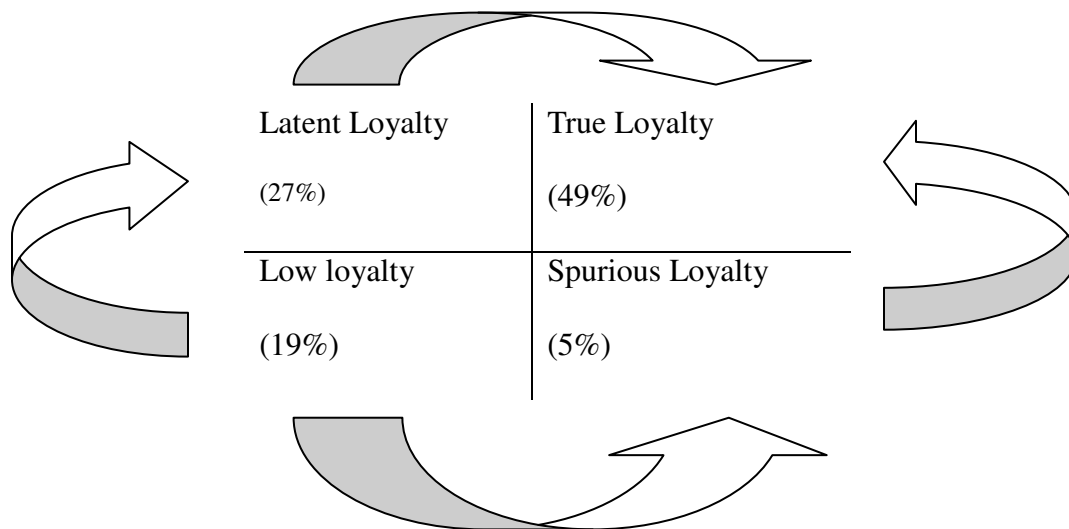 Latent Loyalty
True Loyalty
(27%)
(49%)
Low loyalty
Spurious Loyalty
(19%)
(5%)